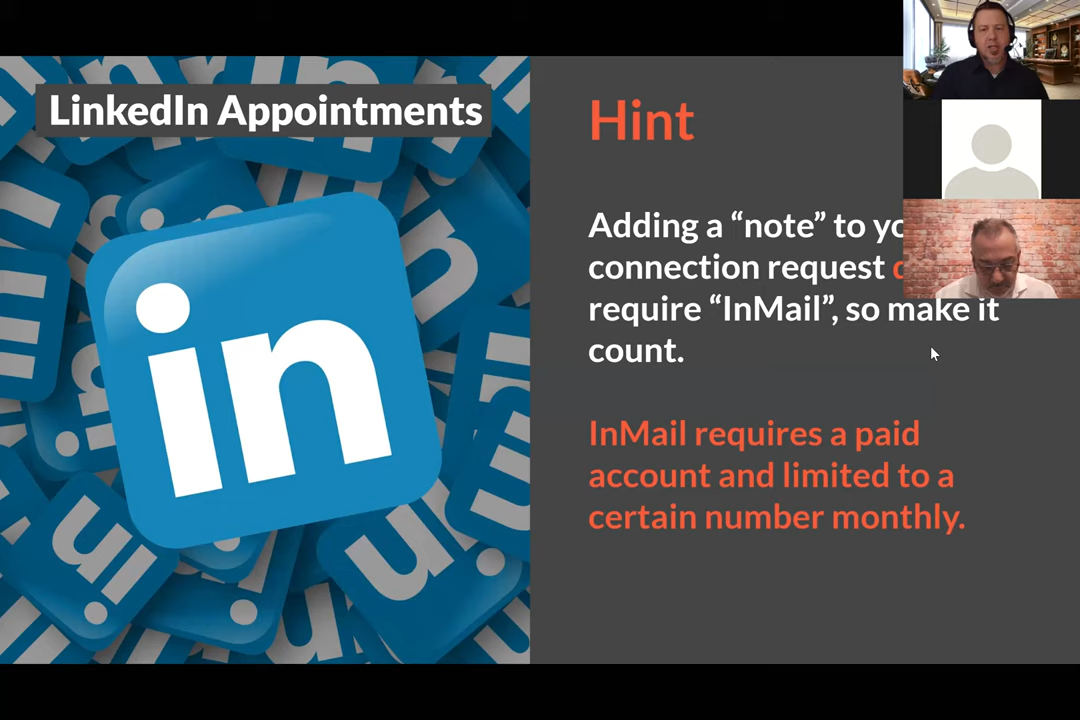 LinkedIn Appointments
Hint
Adding a “note” to
connection request
require “InMail”, so make it
count.
InMail requires a paid
account and limited to a
certain number monthly.
in